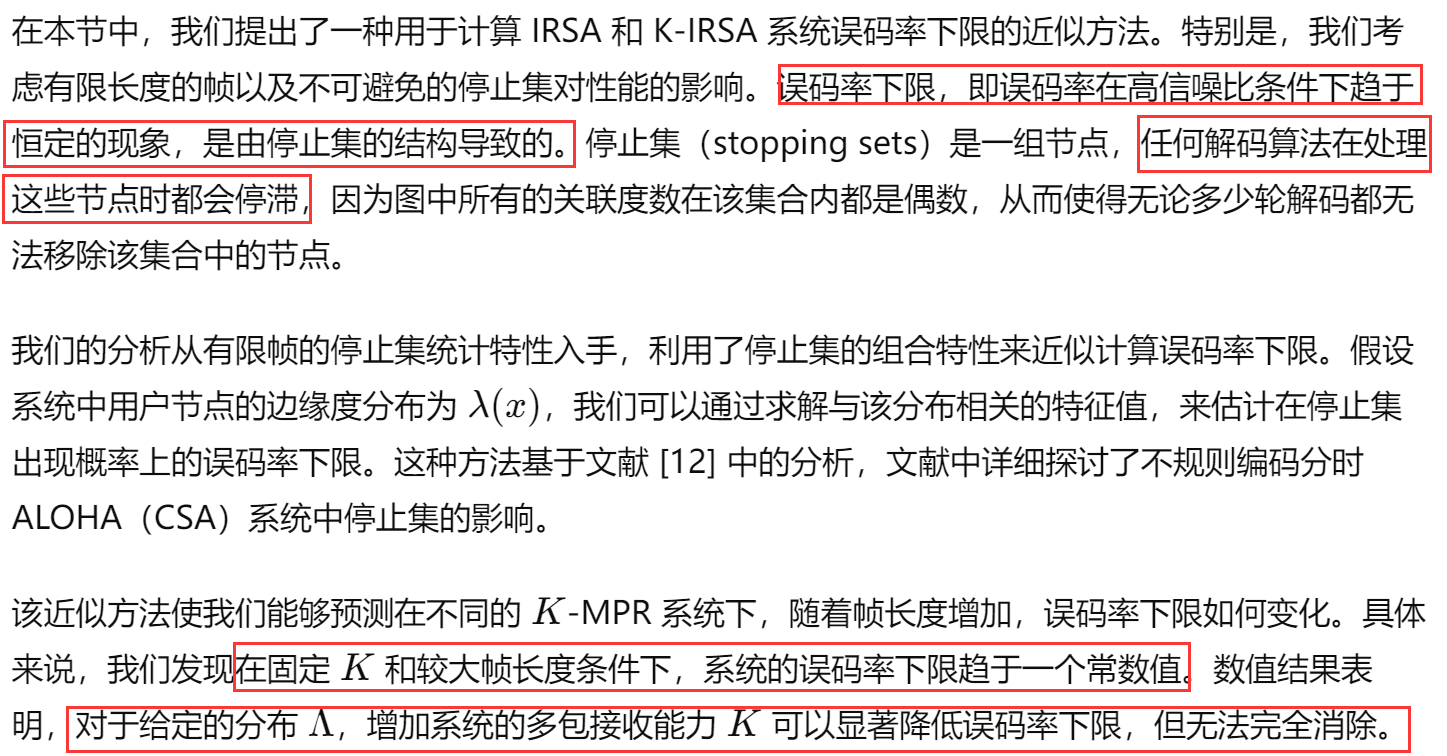 在本节中，我们提出了一种用于计算 IRSA 和 K-IRSA 系统误码率下限的近似方法。特别是，我们考
虑有限长度的帧以及不可避免的停止集对性能的影响。误码率下限，即误码率在高信噪比条件下趋于
恒定的现象，是由停止集的结构导致的。停止集（stopping sets）是一组节点，任何解码算法在处理
这些节点时都会停滞，因为图中所有的关联度数在该集合内都是偶数，从而使得无论多少轮解码都无
法移除该集合中的节点。
我们的分析从有限帧的停止集统计特性入手，利用了停止集的组合特性来近似计算误码率下限。假设
系统中用户节点的边缘度分布为 λ(x)，我们可以通过求解与该分布相关的特征值，来估计在停止集
出现概率上的误码率下限。这种方法基于文献 [12] 中的分析，文献中详细探讨了不规则编码分时
ALOHA（CSA）系统中停止集的影响。
该近似方法使我们能够预测在不同的 K-MPR 系统下，随着帧长度增加，误码率下限如何变化。具体
来说，我们发现在固定 K 和较大帧长度条件下，系统的误码率下限趋于一个常数值。数值结果表
明，对于给定的分布 Λ，增加系统的多包接收能力 K 可以显著降低误码率下限，但无法完全消除。